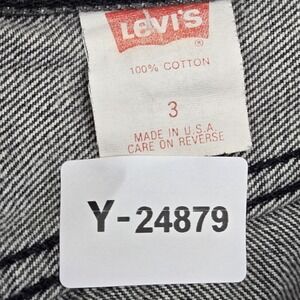 LEVI'S
®
100% COTTON
3
MADE IN U.S.A.
CARE ON REVERSE
Y-24879